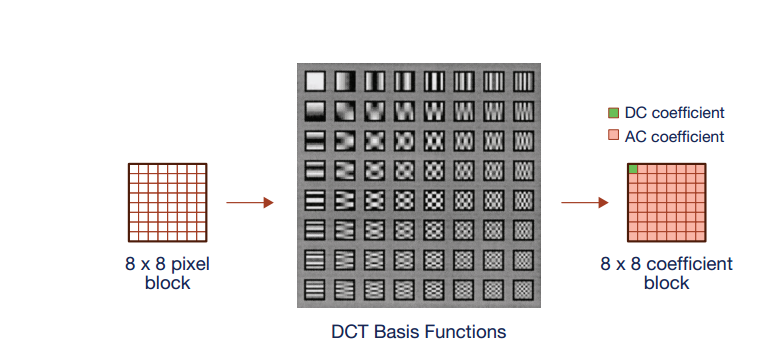 DC coefficient
AC coefficient
8 x 8 pixel
block
8 x 8 coefficient
block
DCT Basis Functions